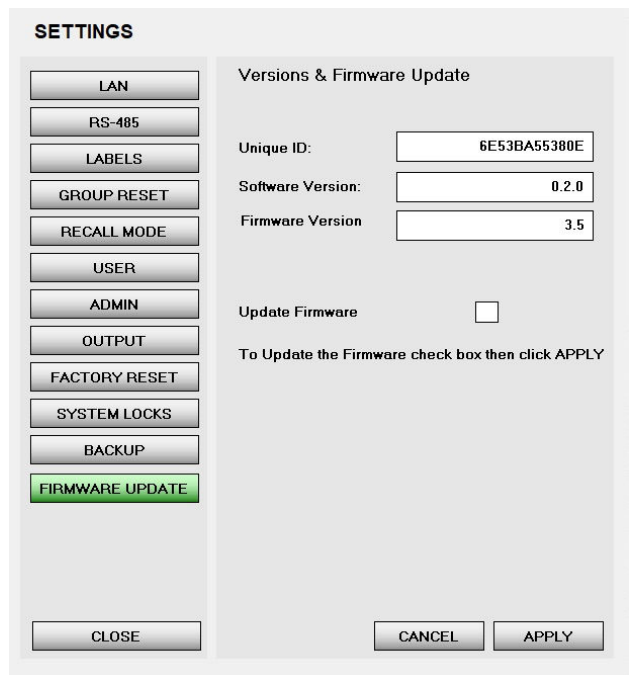 SETTINGS
LAN
RS-485
LABELS
GROUP RESET
RECALL MODE
USER
ADMIN
OUTPUT
FACTORY RESET
SYSTEM LOCKS
BACKUP
FIRMWARE UPDATE
CLOSE
Versions & Firmware Update
Unique ID: 6E53BA55380E
Software Version: 0.2.0
Firmware Version 3.5
Update Firmware
To Update the Firmware check box then click APPLY
CANCEL APPLY